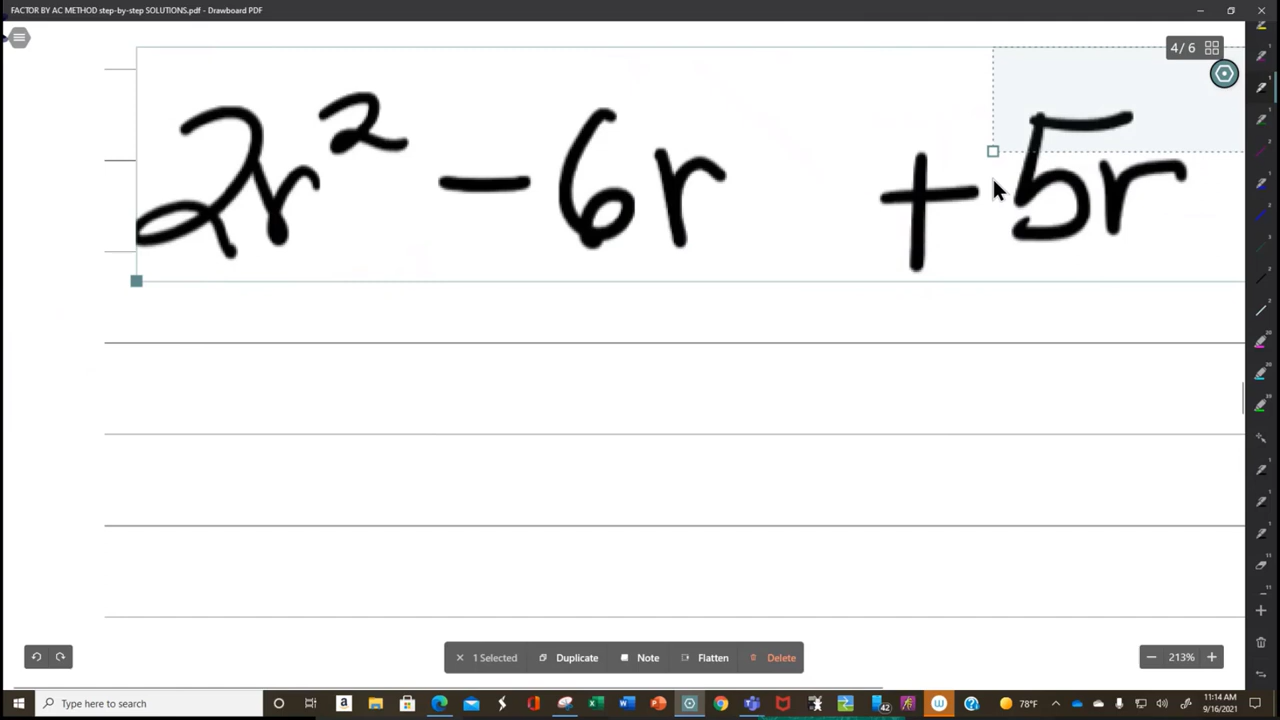 FACTOR BY AC METHOD step-by-step SOLUTIONS.pdf - Drawboard PDF
4 / 6
2r² − 6r + 5r
1 Selected Duplicate Note Flatten Delete
213%
Type here to search
42
78°F
11:14 AM
9/16/2021